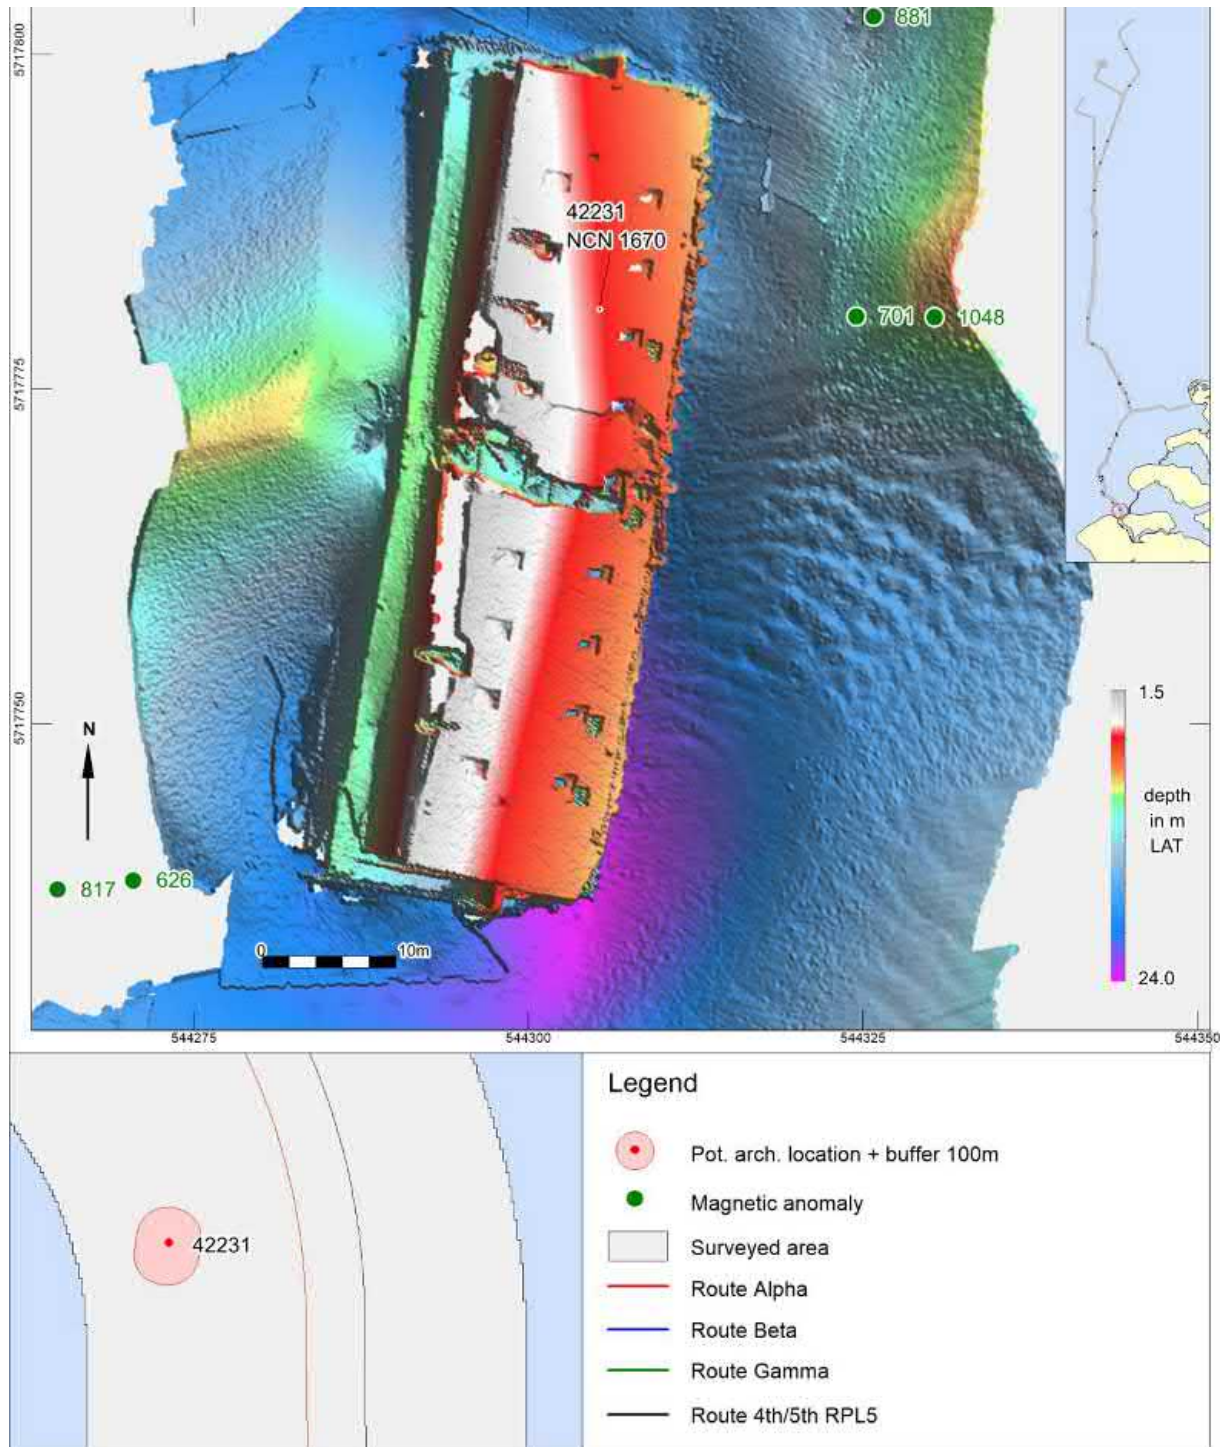 5717800
881
42231
NCN 1670
701
1048
5717775
5717750
N
1.5
depth
in m
LAT
24.0
817
626
0
10m
544275
544300
544325
544350
42231
Legend
Pot. arch. location + buffer 100m
Magnetic anomaly
Surveyed area
Route Alpha
Route Beta
Route Gamma
Route 4th/5th RPL5